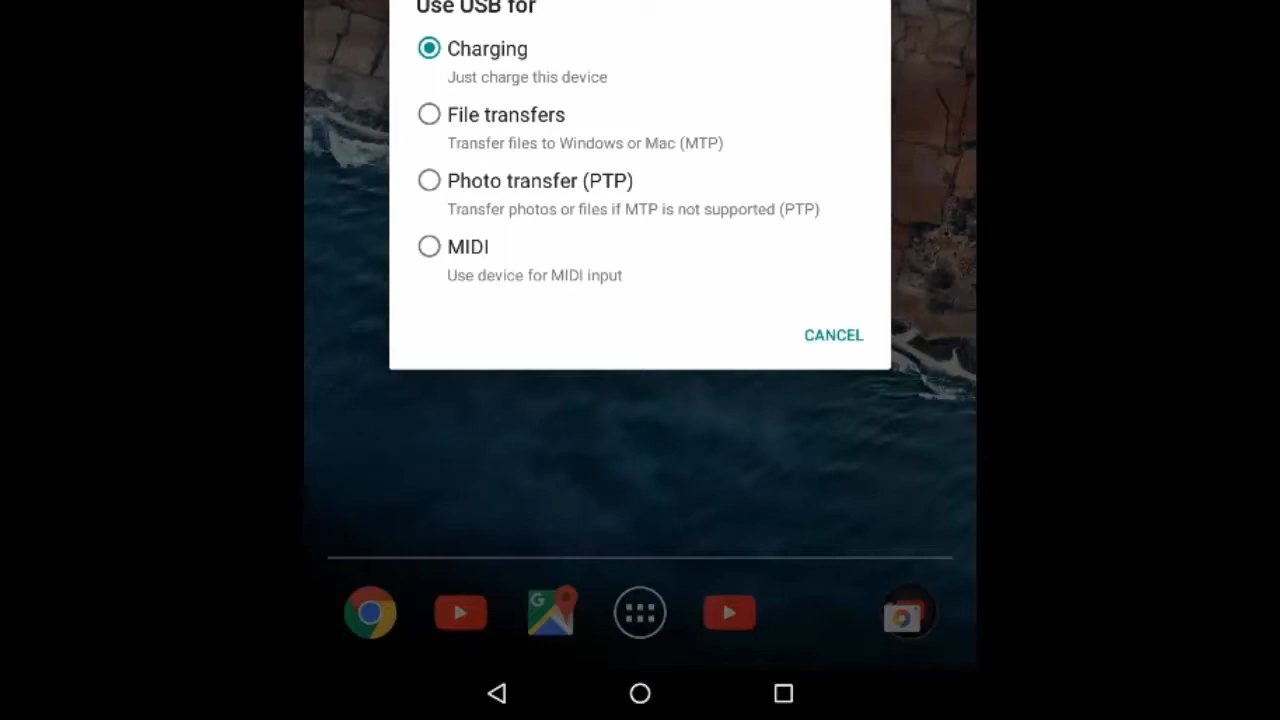 Use USB for
Charging
Just charge this device
File transfers
Transfer files to Windows or Mac (MTP)
Photo transfer (PTP)
Transfer photos or files if MTP is not supported (PTP)
MIDI
Use device for MIDI input
CANCEL
G